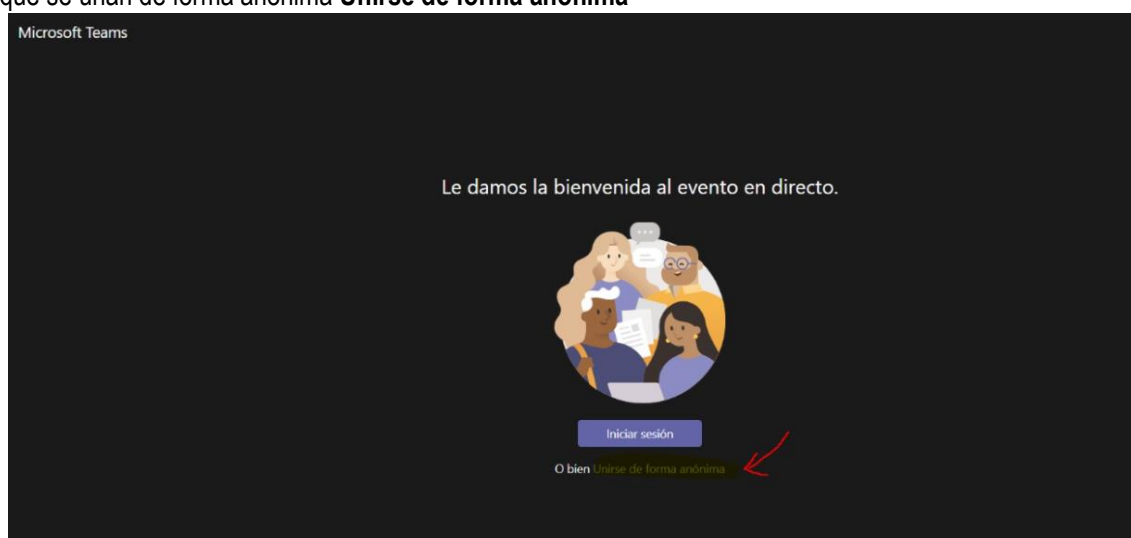 que se unan de forma anónima Unirse de forma anónima
Microsoft Teams
Le damos la bienvenida al evento en directo.
Iniciar sesión
O bien Unirse de forma anónima